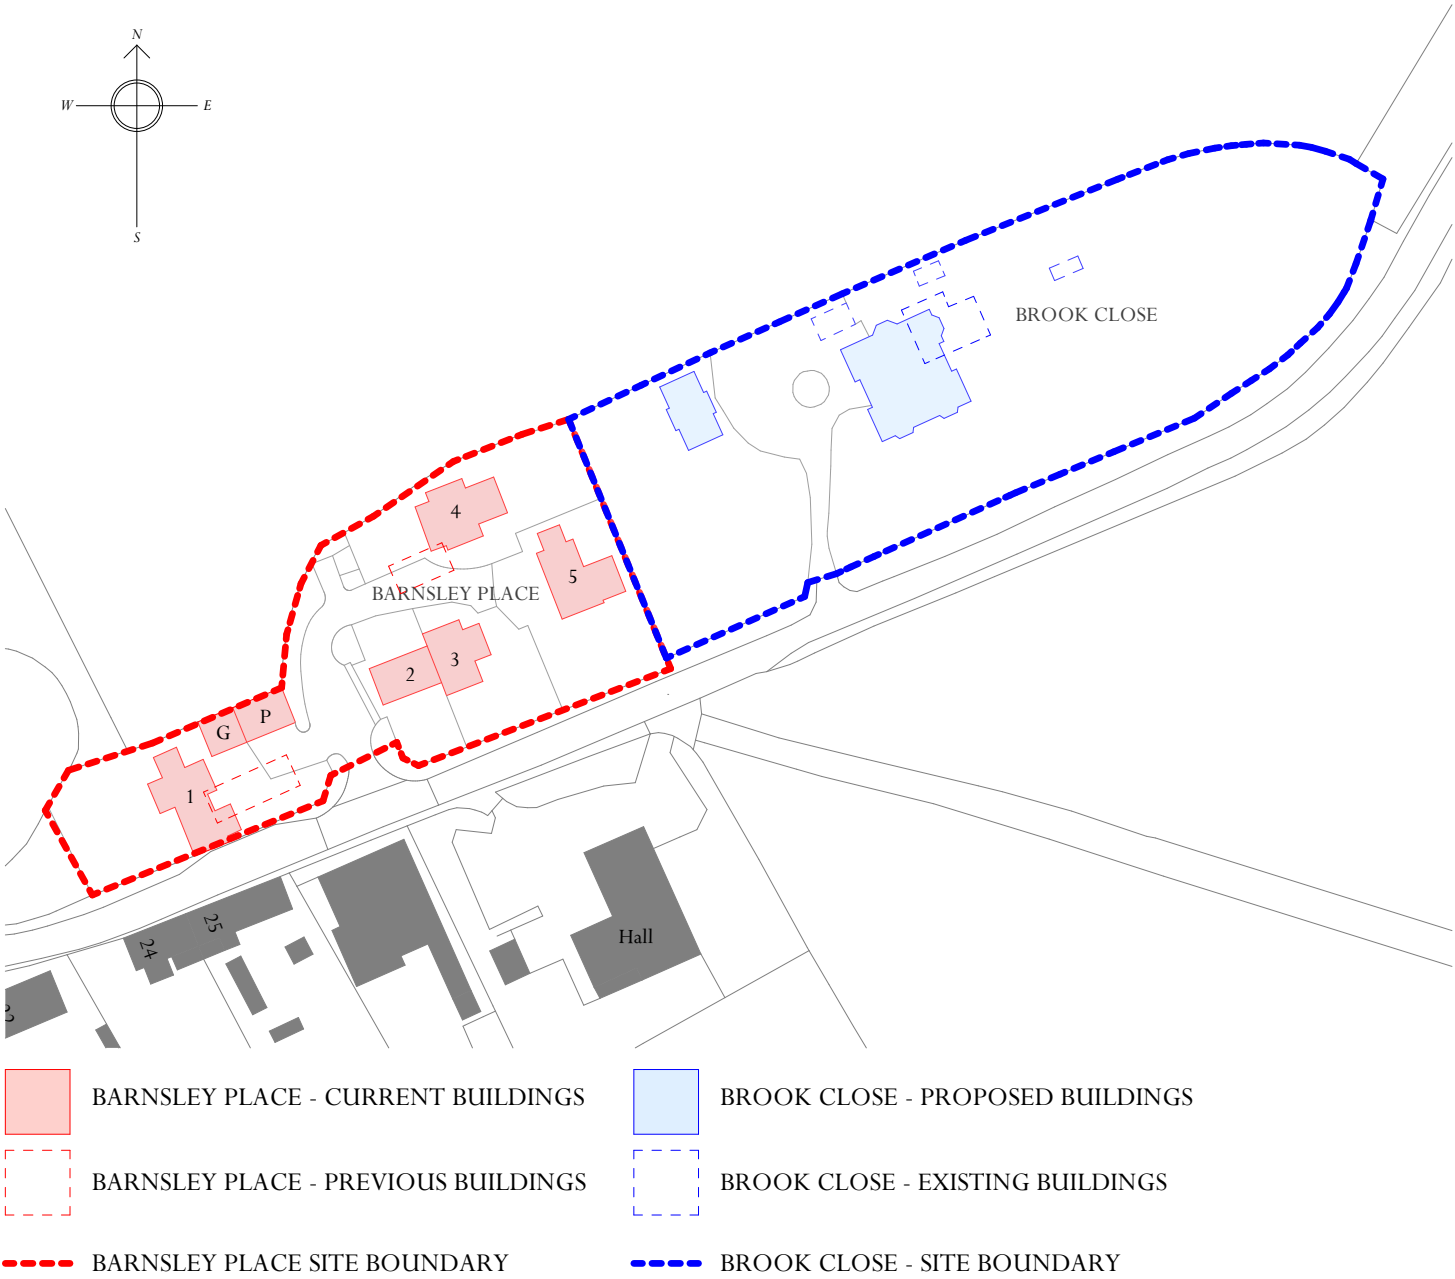 N
W E
S
BROOK CLOSE
4
5
BARNSLEY PLACE
3
2
P
G
1
25
24
Hall
BARNSLEY PLACE - CURRENT BUILDINGS
BROOK CLOSE - PROPOSED BUILDINGS
BARNSLEY PLACE - PREVIOUS BUILDINGS
BROOK CLOSE - EXISTING BUILDINGS
BARNSLEY PLACE SITE BOUNDARY
BROOK CLOSE - SITE BOUNDARY